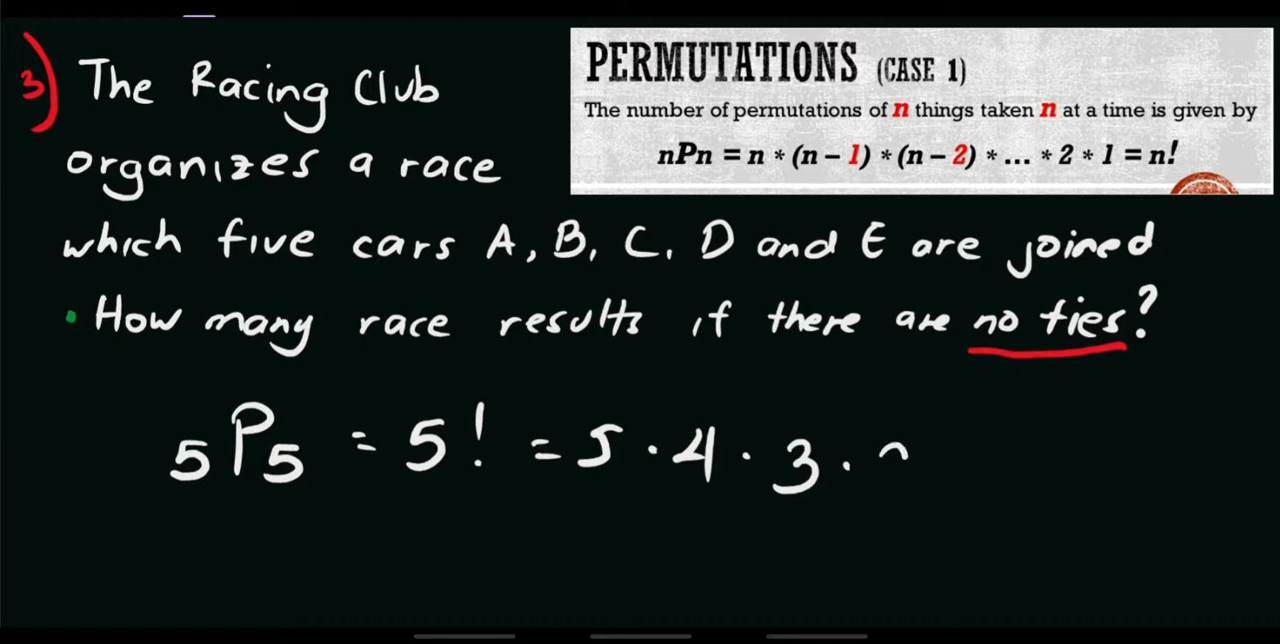 3) The Racing Club
organizes a race
which five cars A, B, C, D and E are joined
• How many race results if there are no ties?
5P5 = 5! = 5 · 4 · 3 ·
PERMUTATIONS (CASE 1)
The number of permutations of n things taken n at a time is given by
nPn = n * (n − 1) * (n − 2) * ... * 2 * 1 = n!